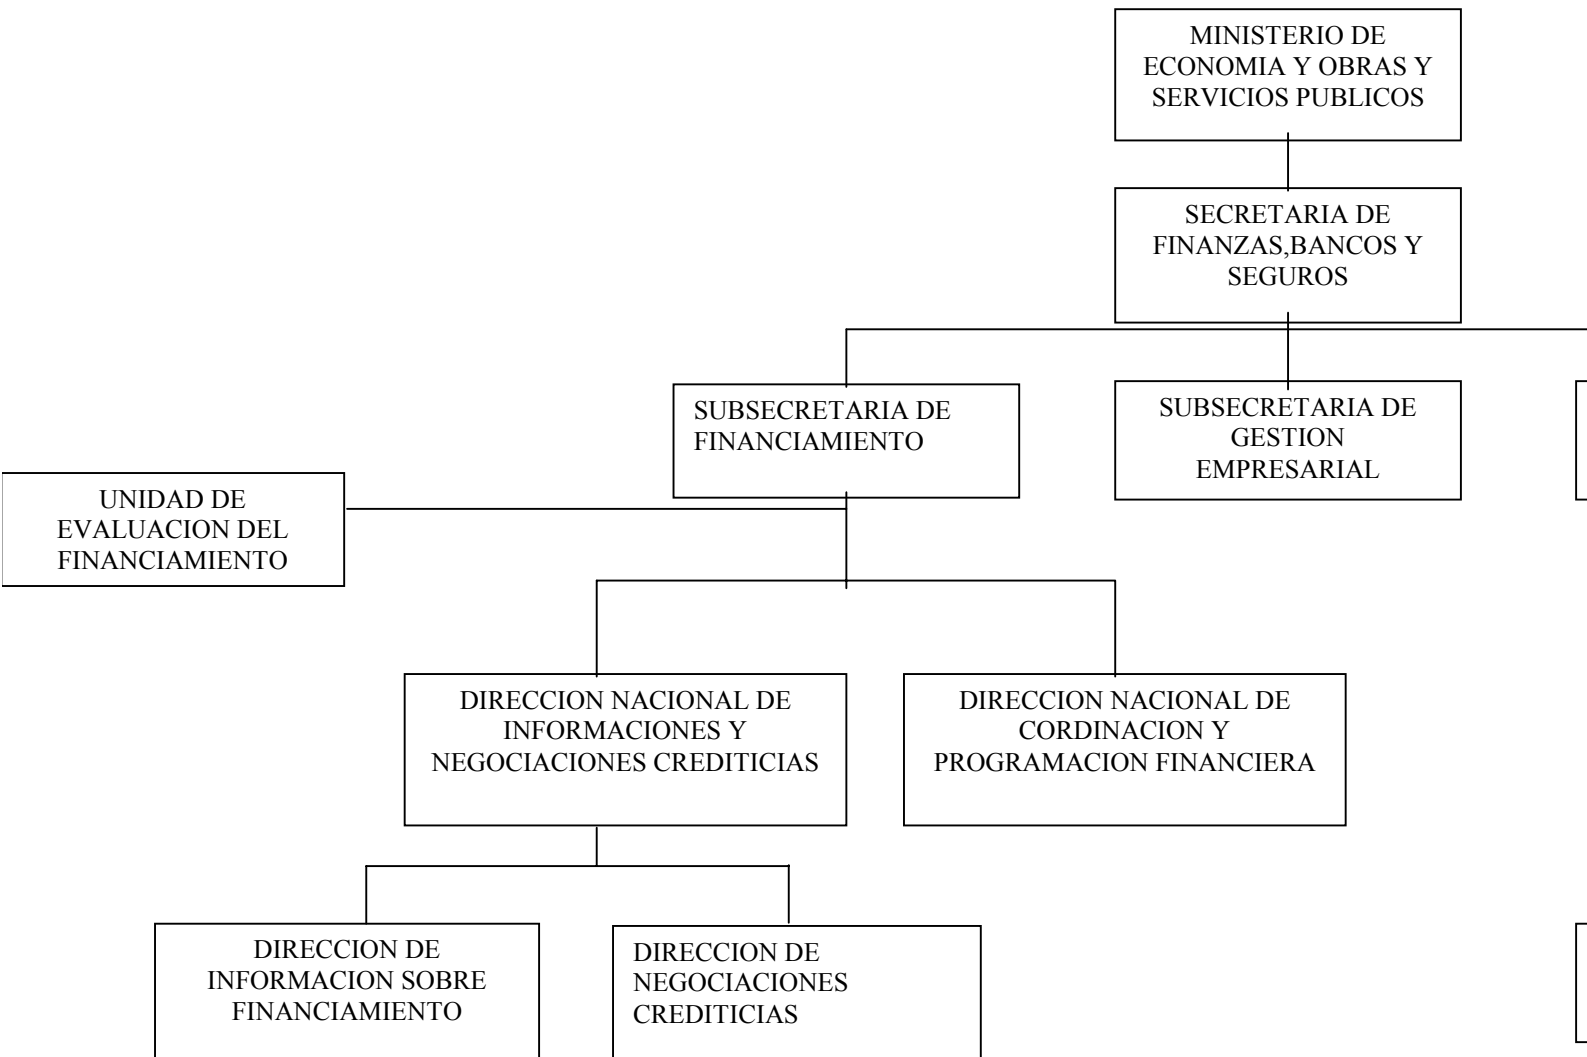 MINISTERIO DE
ECONOMIA Y OBRAS Y
SERVICIOS PUBLICOS
SECRETARIA DE
FINANZAS,BANCOS Y
SEGUROS
SUBSECRETARIA DE
FINANCIAMIENTO
SUBSECRETARIA DE
GESTION
EMPRESARIAL
UNIDAD DE
EVALUACION DEL
FINANCIAMIENTO
DIRECCION NACIONAL DE
INFORMACIONES Y
NEGOCIACIONES CREDITICIAS
DIRECCION NACIONAL DE
CORDINACION Y
PROGRAMACION FINANCIERA
DIRECCION DE
INFORMACION SOBRE
FINANCIAMIENTO
DIRECCION DE
NEGOCIACIONES
CREDITICIAS